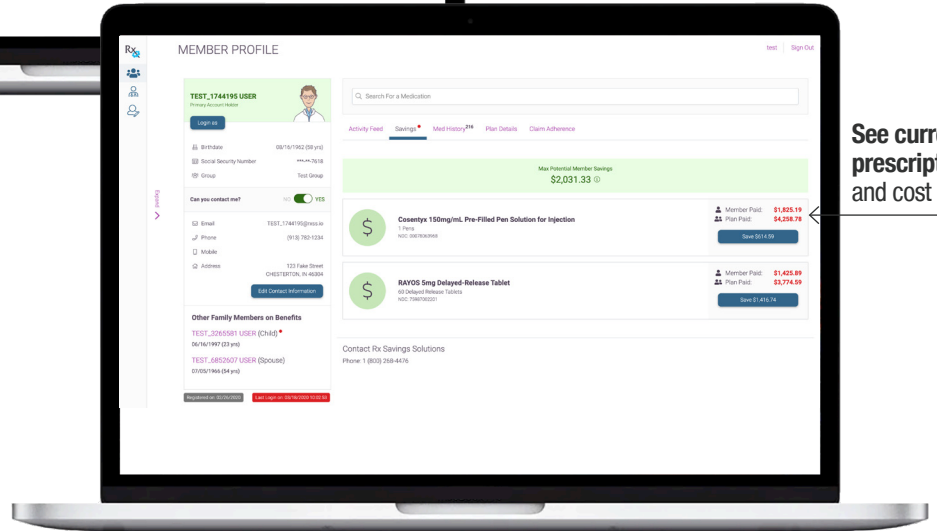 Rx
MEMBER PROFILE
test Sign Out
TEST_1744195 USER
Primary Account Holder
Login as
Birthdate 08/16/1962 (58 yrs)
Social Security Number ***-**-7618
Group Test Group
Can you contact me? NO YES
Expand
Email TEST_1744195@rxss.io
Phone (913) 782-1234
Mobile
Address 123 Fake Street
CHESTERTON, IN 46304
Edit Contact Information
Other Family Members on Benefits
TEST_3265581 USER (Child)
06/16/1997 (23 yrs)
TEST_6852607 USER (Spouse)
07/05/1966 (54 yrs)
Search For a Medication
Activity Feed Savings Med History 216 Plan Details Claim Adherence
Max Potential Member Savings
$2,031.33
Cosentyx 150mg/mL Pre-Filled Pen Solution for Injection
1 Pens
Member Paid: $1,825.19
Plan Paid: $4,258.78
Save $614.59
RAYOS 5mg Delayed-Release Tablet
60 Delayed Release Tablets
Member Paid: $1,425.89
Plan Paid: $3,774.59
Save $1,416.74
Contact Rx Savings Solutions
Phone: 1 (800) 268-4476
See curr
prescript
and cost